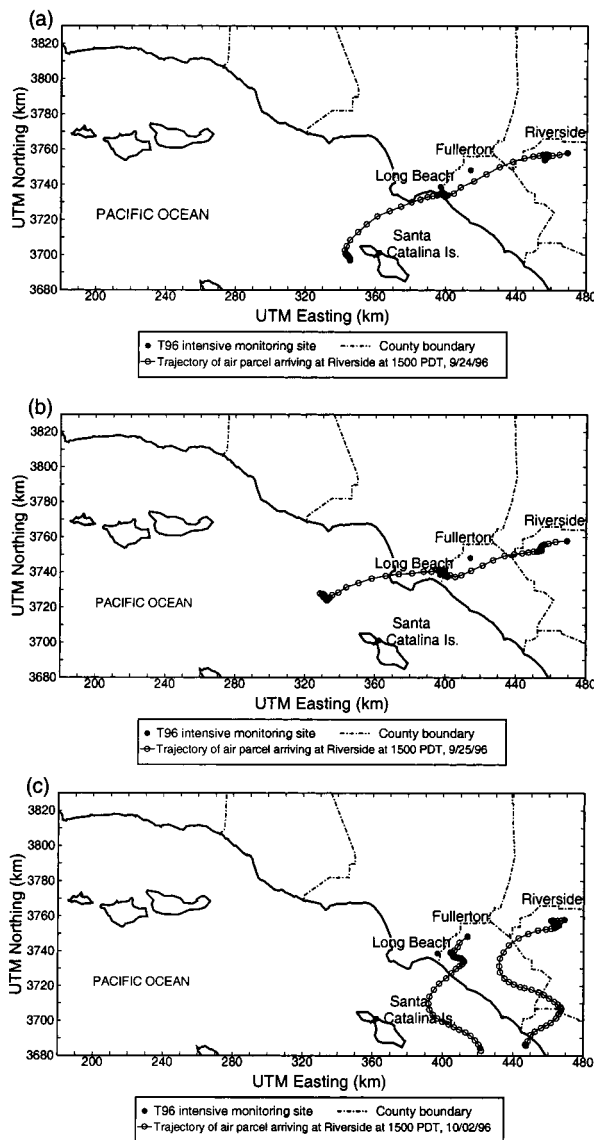 (a)
3820
3800
3780
3760
3740
3720
3700
3680
UTM Northing (km)
Fullerton
Riverside
Long Beach
PACIFIC OCEAN
Santa
Catalina Is.
200 240 280 320 360 400 440 480
UTM Easting (km)
T96 intensive monitoring site County boundary
Trajectory of air parcel arriving at Riverside at 1500 PDT, 9/24/96
(b)
3820
3800
3780
3760
3740
3720
3700
3680
UTM Northing (km)
Fullerton
Riverside
Long Beach
PACIFIC OCEAN
Santa
Catalina Is.
200 240 280 320 360 400 440 480
UTM Easting (km)
T96 intensive monitoring site County boundary
Trajectory of air parcel arriving at Riverside at 1500 PDT, 9/25/96
(c)
3820
3800
3780
3760
3740
3720
3700
3680
UTM Northing (km)
Riverside
Fullerton
Long Beach
PACIFIC OCEAN
Santa
Catalina Is.
200 240 280 320 360 400 440 480
UTM Easting (km)
T96 intensive monitoring site County boundary
Trajectory of air parcel arriving at Riverside at 1500 PDT, 10/02/96